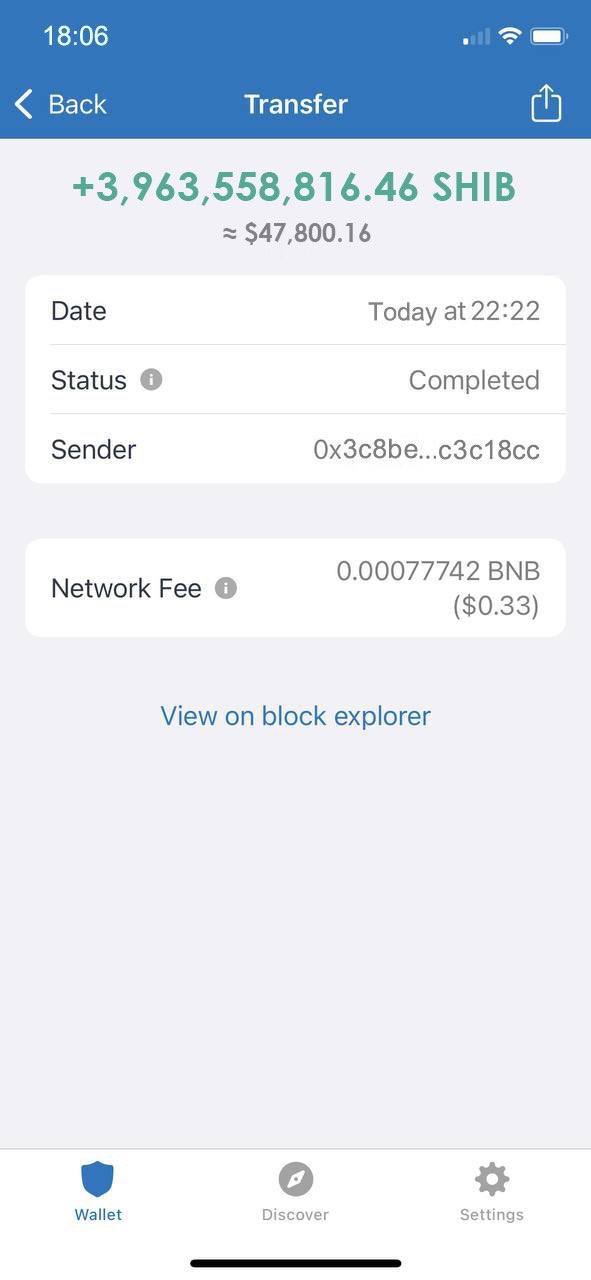 18:06
Back
Transfer
+3,963,558,816.46 SHIB
≈ $47,800.16
Date
Today at 22:22
Status
Completed
Sender
0x3c8be...c3c18cc
Network Fee
0.00077742 BNB
($0.33)
View on block explorer
Wallet
Discover
Settings